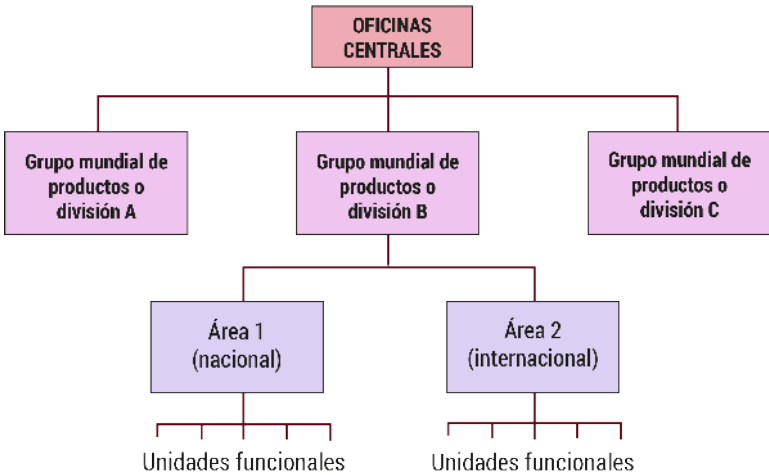 OFICINAS
CENTRALES
Grupo mundial de
productos o
división A
Grupo mundial de
productos o
división B
Grupo mundial de
productos o
división C
Área 1
(nacional)
Área 2
(internacional)
Unidades funcionales
Unidades funcionales